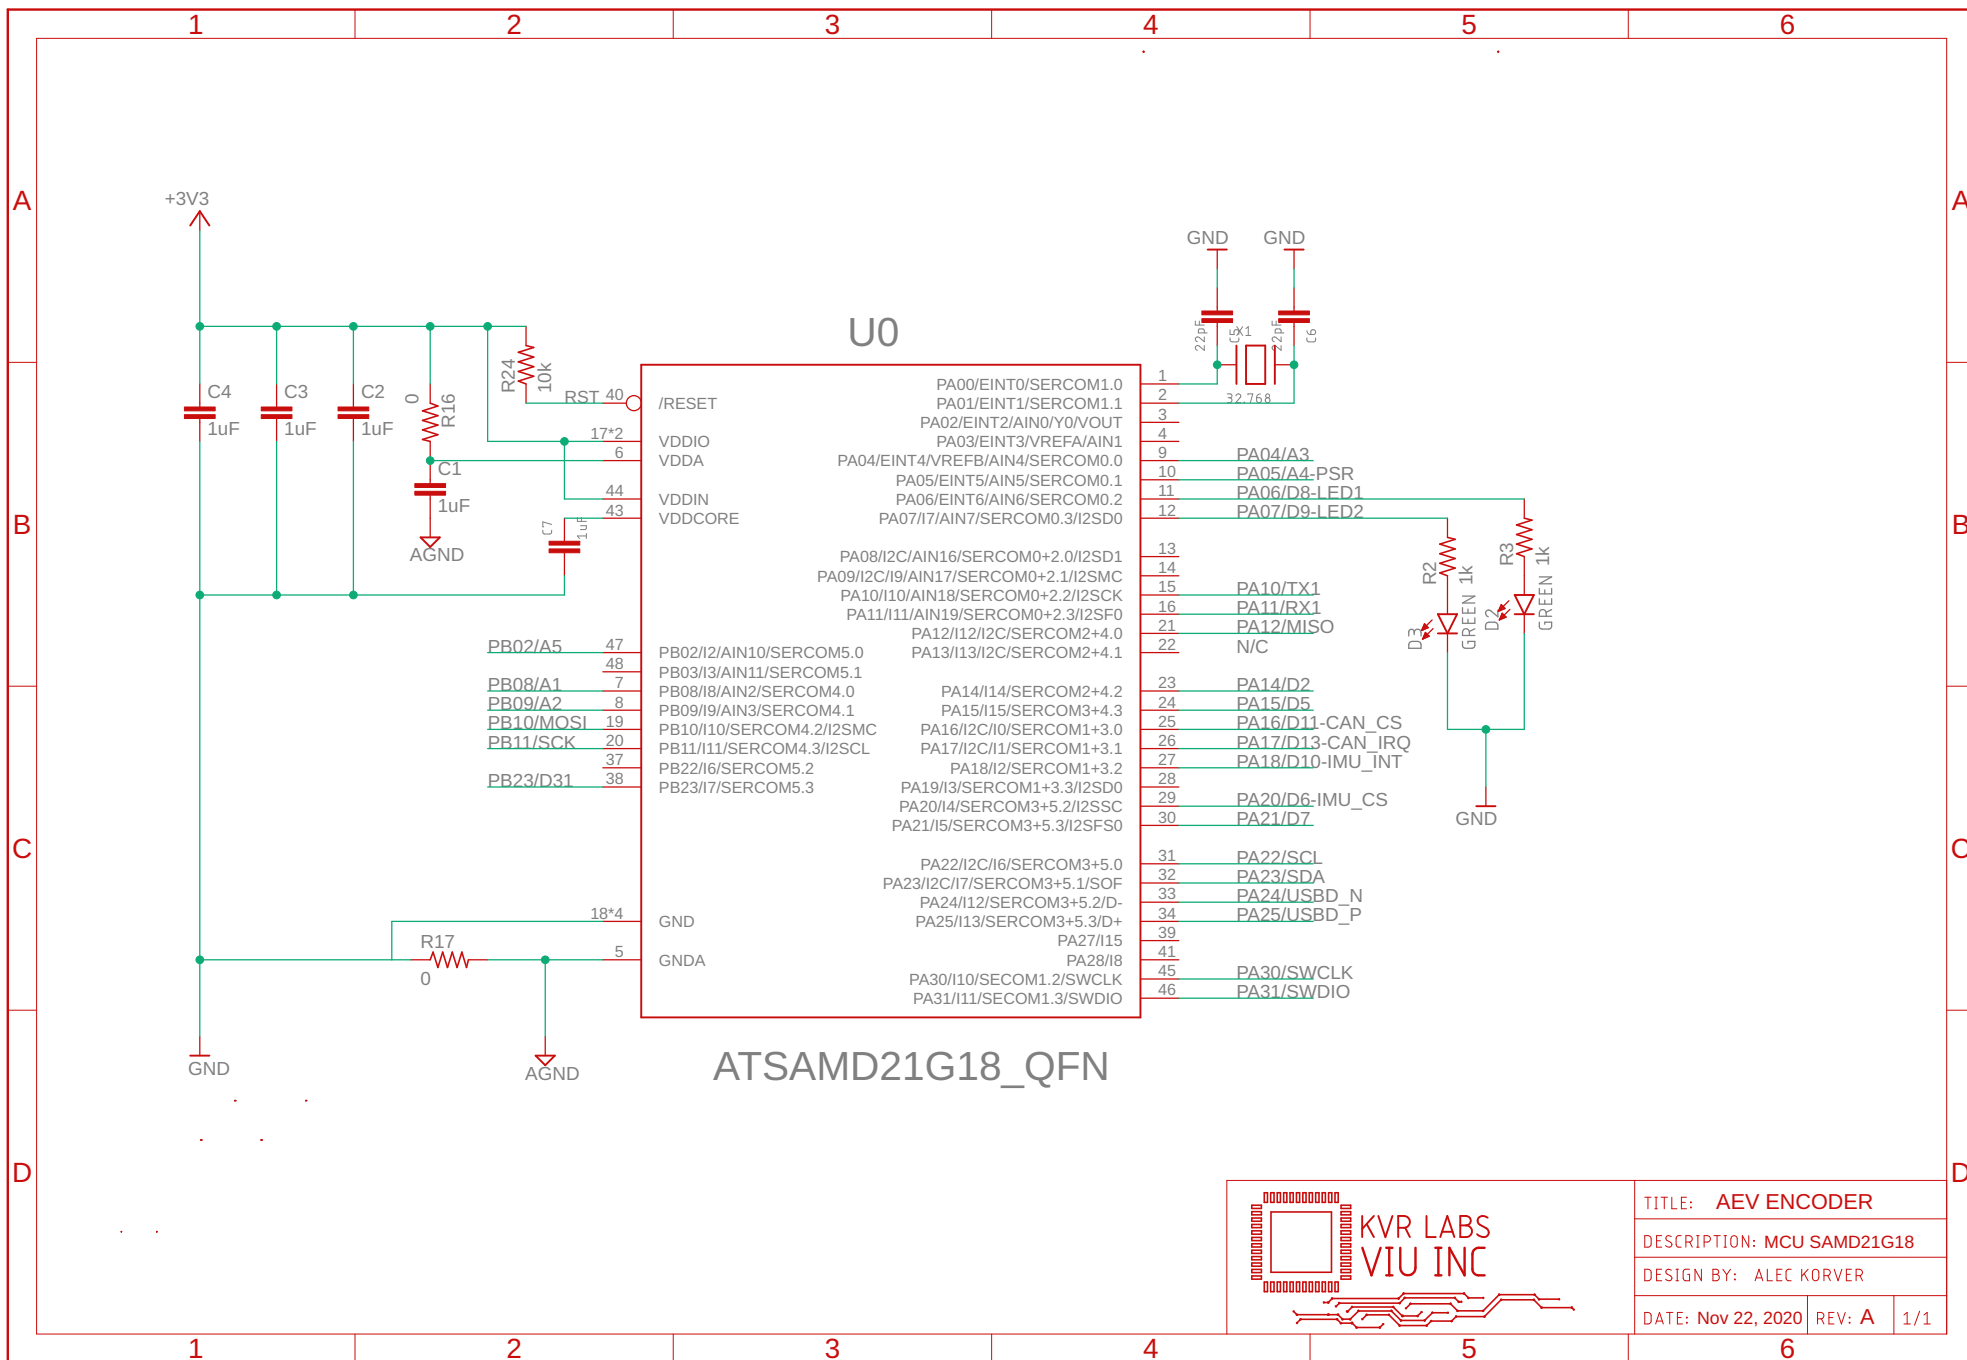 1 2 3 4 5 6
A A
+3V3
GND GND
22pF C5 X1 22pF C6
32.768
U0
R24 10k
C4 1uF
C3 1uF
C2 1uF
0 R16
C1 1uF
AGND
C7 1uF
RST 40 /RESET
17*2 VDDIO
6 VDDA
44 VDDIN
43 VDDCORE
B B
PB02/A5 47 PB02/I2/AIN10/SERCOM5.0
48 PB03/I3/AIN11/SERCOM5.1
PB08/A1 7 PB08/I8/AIN2/SERCOM4.0
PB09/A2 8 PB09/I9/AIN3/SERCOM4.1
PB10/MOSI 19 PB10/I10/SERCOM4.2/I2SMC
PB11/SCK 20 PB11/I11/SERCOM4.3/I2SCL
37 PB22/I6/SERCOM5.2
PB23/D31 38 PB23/I7/SERCOM5.3
18*4 GND
R17
0
5 GNDA
GND
AGND
PA00/EINT0/SERCOM1.0 1
PA01/EINT1/SERCOM1.1 2
PA02/EINT2/AIN0/Y0/VOUT 3
PA03/EINT3/VREFA/AIN1 4
PA04/EINT4/VREFB/AIN4/SERCOM0.0 9 PA04/A3
PA05/EINT5/AIN5/SERCOM0.1 10 PA05/A4-PSR
PA06/EINT6/AIN6/SERCOM0.2 11 PA06/D8-LED1
PA07/I7/AIN7/SERCOM0.3/I2SD0 12 PA07/D9-LED2
PA08/I2C/AIN16/SERCOM0+2.0/I2SD1 13
PA09/I2C/I9/AIN17/SERCOM0+2.1/I2SMC 14
PA10/I10/AIN18/SERCOM0+2.2/I2SCK 15 PA10/TX1
PA11/I11/AIN19/SERCOM0+2.3/I2SF0 16 PA11/RX1
PA12/I12/I2C/SERCOM2+4.0 21 PA12/MISO
PA13/I13/I2C/SERCOM2+4.1 22 N/C
PA14/I14/SERCOM2+4.2 23 PA14/D2
PA15/I15/SERCOM3+4.3 24 PA15/D5
PA16/I2C/I0/SERCOM1+3.0 25 PA16/D11-CAN_CS
PA17/I2C/I1/SERCOM1+3.1 26 PA17/D13-CAN_IRQ
PA18/I2/SERCOM1+3.2 27 PA18/D10-IMU_INT
PA19/I3/SERCOM1+3.3/I2SD0 28
PA20/I4/SERCOM3+5.2/I2SSC 29 PA20/D6-IMU_CS
PA21/I5/SERCOM3+5.3/I2SFS0 30 PA21/D7
PA22/I2C/I6/SERCOM3+5.0 31 PA22/SCL
PA23/I2C/I7/SERCOM3+5.1/SOF 32 PA23/SDA
PA24/I12/SERCOM3+5.2/D- 33 PA24/USBD_N
PA25/I13/SERCOM3+5.3/D+ 34 PA25/USBD_P
PA27/I15 39
PA28/I8 41
PA30/I10/SECOM1.2/SWCLK 45 PA30/SWCLK
PA31/I11/SECOM1.3/SWDIO 46 PA31/SWDIO
R2 1k
R3 1k
D3 GREEN
D2 GREEN
GND
C C
ATSAMD21G18_QFN
D D
KVR LABS
VIU INC
TITLE: AEV ENCODER
DESCRIPTION: MCU SAMD21G18
DESIGN BY: ALEC KORVER
DATE: Nov 22, 2020 REV: A 1/1
1 2 3 4 5 6